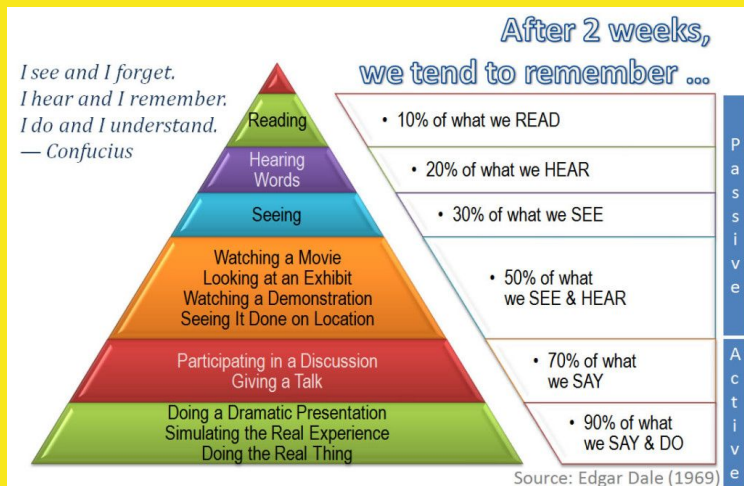 After 2 weeks,
we tend to remember ...
I see and I forget.
I hear and I remember.
I do and I understand.
— Confucius
Reading
• 10% of what we READ
Hearing
Words
• 20% of what we HEAR
Seeing
• 30% of what we SEE
Watching a Movie
Looking at an Exhibit
Watching a Demonstration
Seeing It Done on Location
• 50% of what
we SEE & HEAR
Participating in a Discussion
Giving a Talk
• 70% of what
we SAY
Doing a Dramatic Presentation
Simulating the Real Experience
Doing the Real Thing
• 90% of what
we SAY & DO
Passive
Active
Source: Edgar Dale (1969)